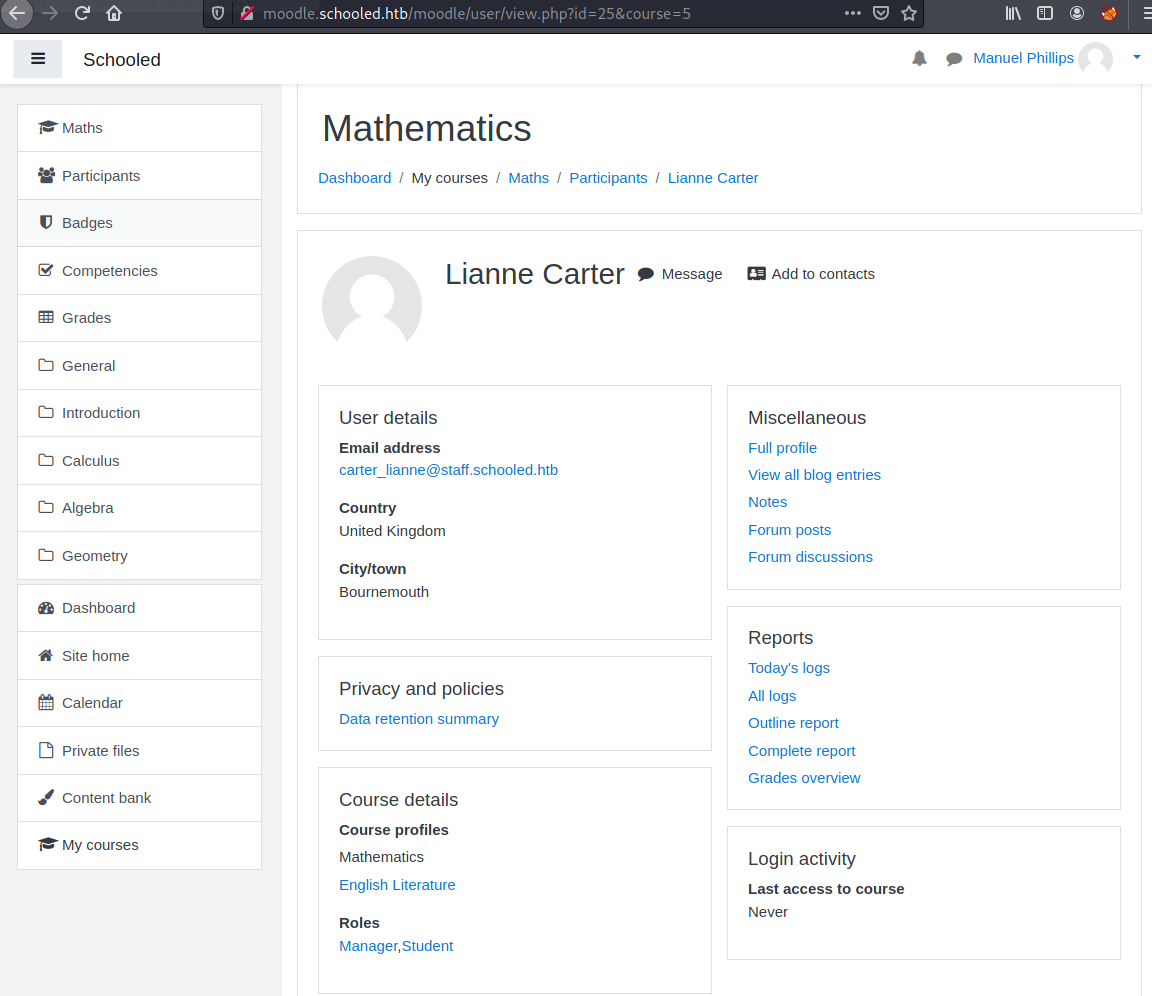 moodle.schooled.htb/moodle/user/view.php?id=25&course=5
Schooled
Manuel Phillips
Maths
Participants
Badges
Competencies
Grades
General
Introduction
Calculus
Algebra
Geometry
Dashboard
Site home
Calendar
Private files
Content bank
My courses
Mathematics
Dashboard / My courses / Maths / Participants / Lianne Carter
Lianne Carter Message Add to contacts
User details
Email address
carter_lianne@staff.schooled.htb
Country
United Kingdom
City/town
Bournemouth
Privacy and policies
Data retention summary
Course details
Course profiles
Mathematics
English Literature
Roles
Manager,Student
Miscellaneous
Full profile
View all blog entries
Notes
Forum posts
Forum discussions
Reports
Today's logs
All logs
Outline report
Complete report
Grades overview
Login activity
Last access to course
Never